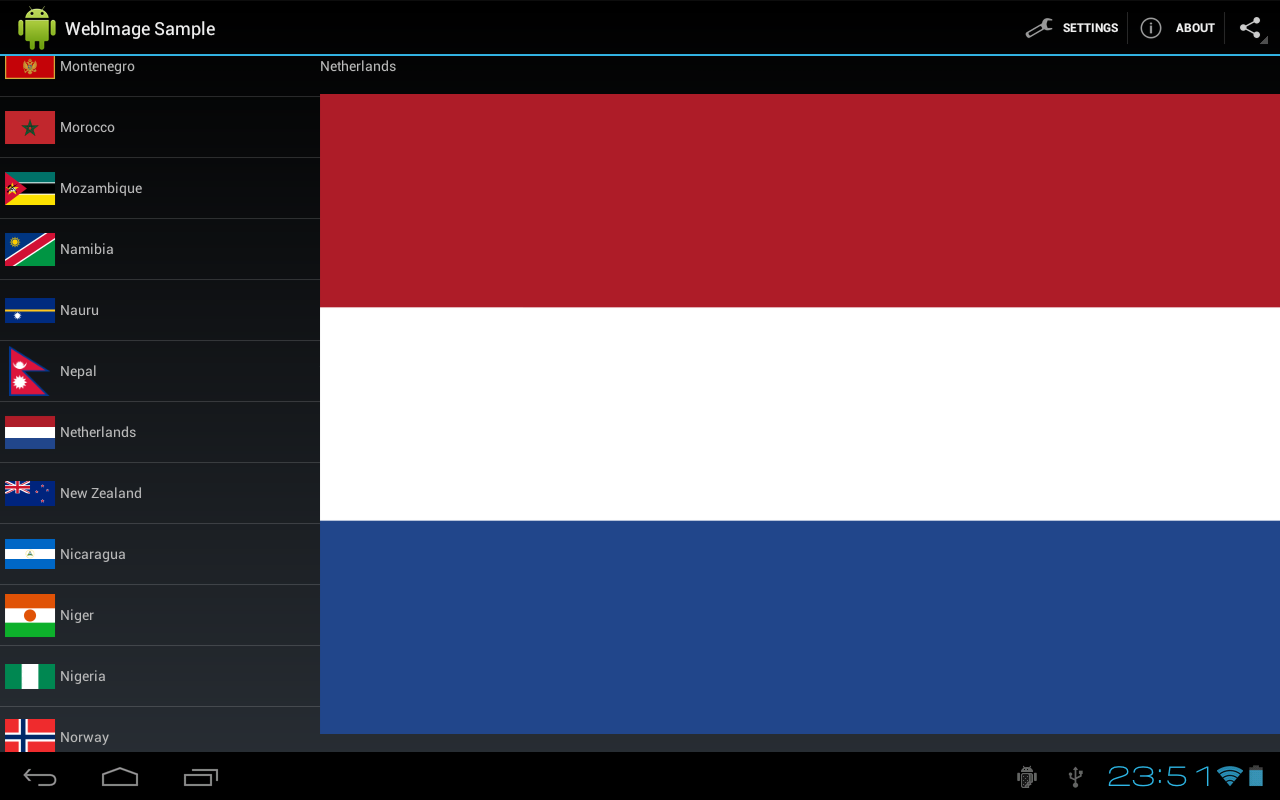 WebImage Sample
SETTINGS
ABOUT
Montenegro
Morocco
Mozambique
Namibia
Nauru
Nepal
Netherlands
New Zealand
Nicaragua
Niger
Nigeria
Norway
Netherlands
23:51